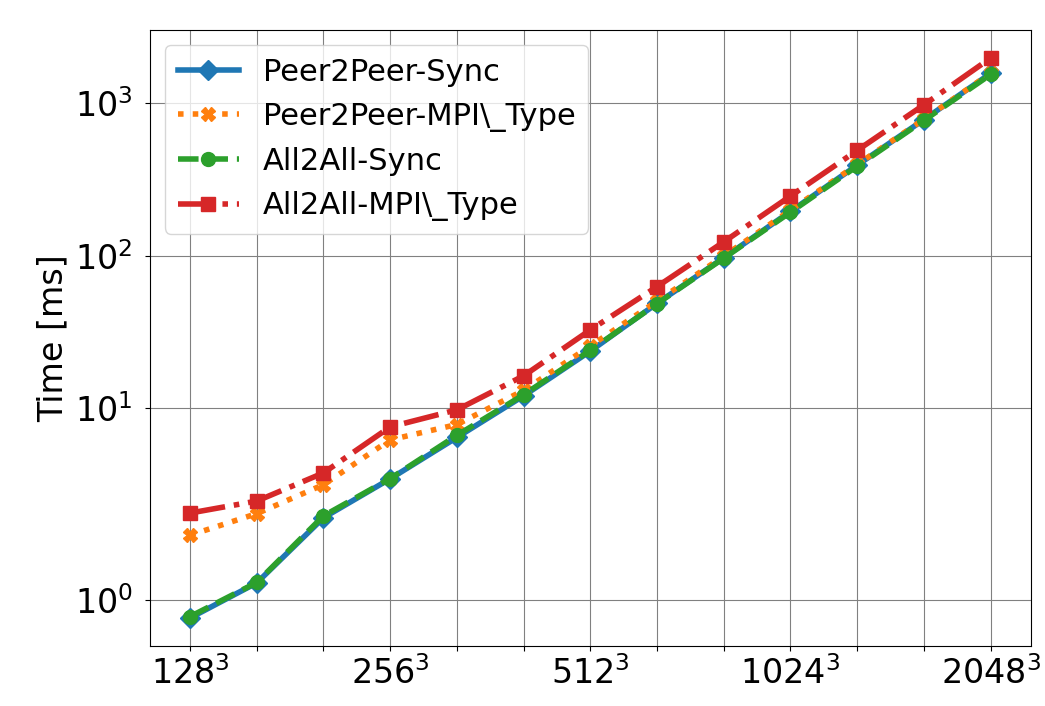 Peer2Peer-Sync
Peer2Peer-MPI\_Type
All2All-Sync
All2All-MPI\_Type
Time [ms]
10³
10²
10¹
10⁰
128³ 256³ 512³ 1024³ 2048³